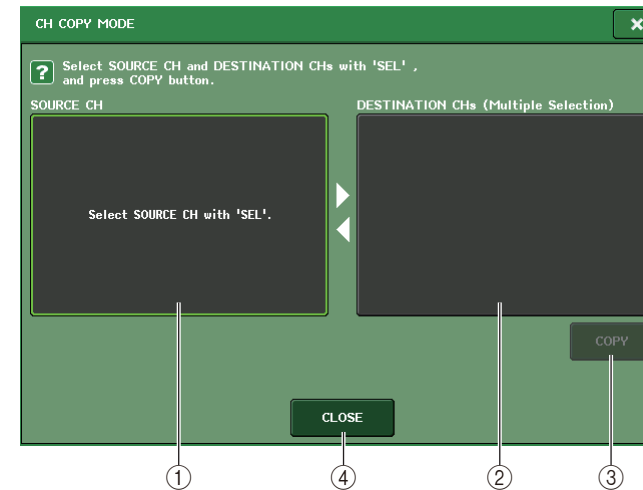 CH COPY MODE
×
? Select SOURCE CH and DESTINATION CHs with 'SEL' ,
and press COPY button.
SOURCE CH
DESTINATION CHs (Multiple Selection)
Select SOURCE CH with 'SEL'.
COPY
CLOSE
① ④ ② ③